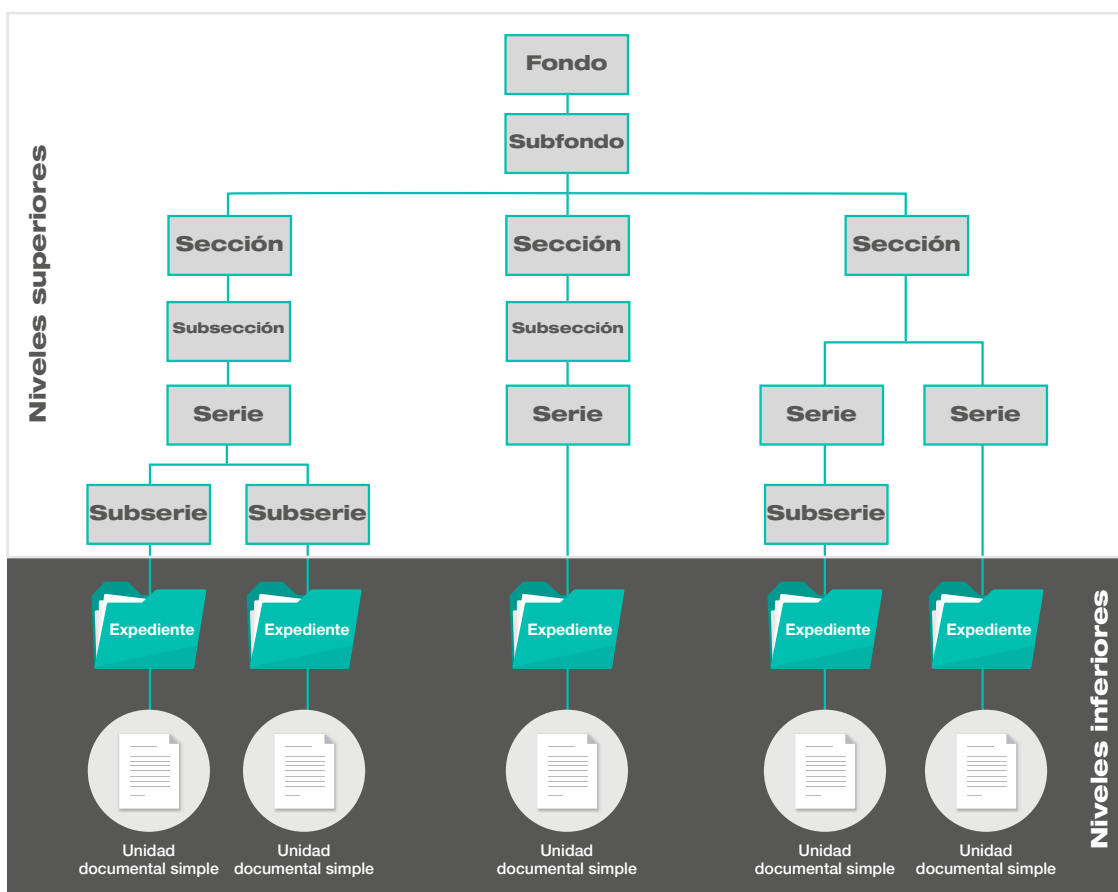 Niveles superiores
Fondo
Subfondo
Sección
Sección
Sección
Subsección
Subsección
Serie
Serie
Serie
Serie
Subserie
Subserie
Subserie
Niveles inferiores
Expediente
Expediente
Expediente
Expediente
Expediente
Unidad
documental simple
Unidad
documental simple
Unidad
documental simple
Unidad
documental simple
Unidad
documental simple